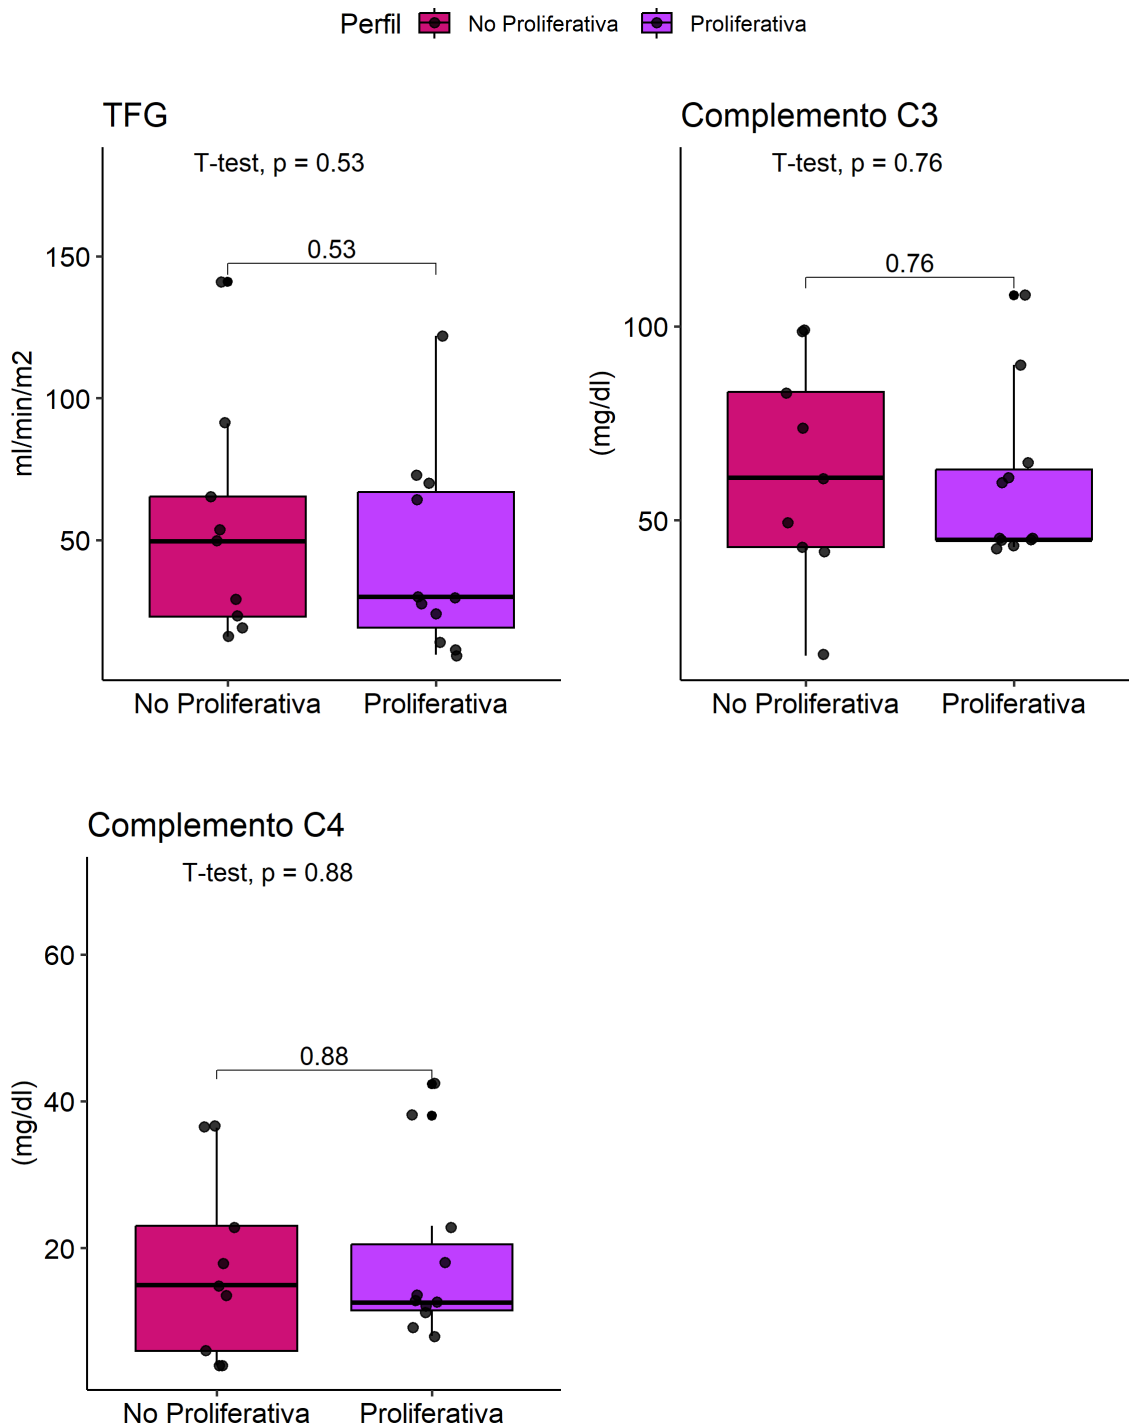 Perfil No Proliferativa Proliferativa
TFG
T-test, p = 0.53
0.53
150
100
50
ml/min/m2
No Proliferativa Proliferativa
Complemento C3
T-test, p = 0.76
0.76
100
50
(mg/dl)
No Proliferativa Proliferativa
Complemento C4
T-test, p = 0.88
0.88
60
40
20
(mg/dl)
No Proliferativa Proliferativa